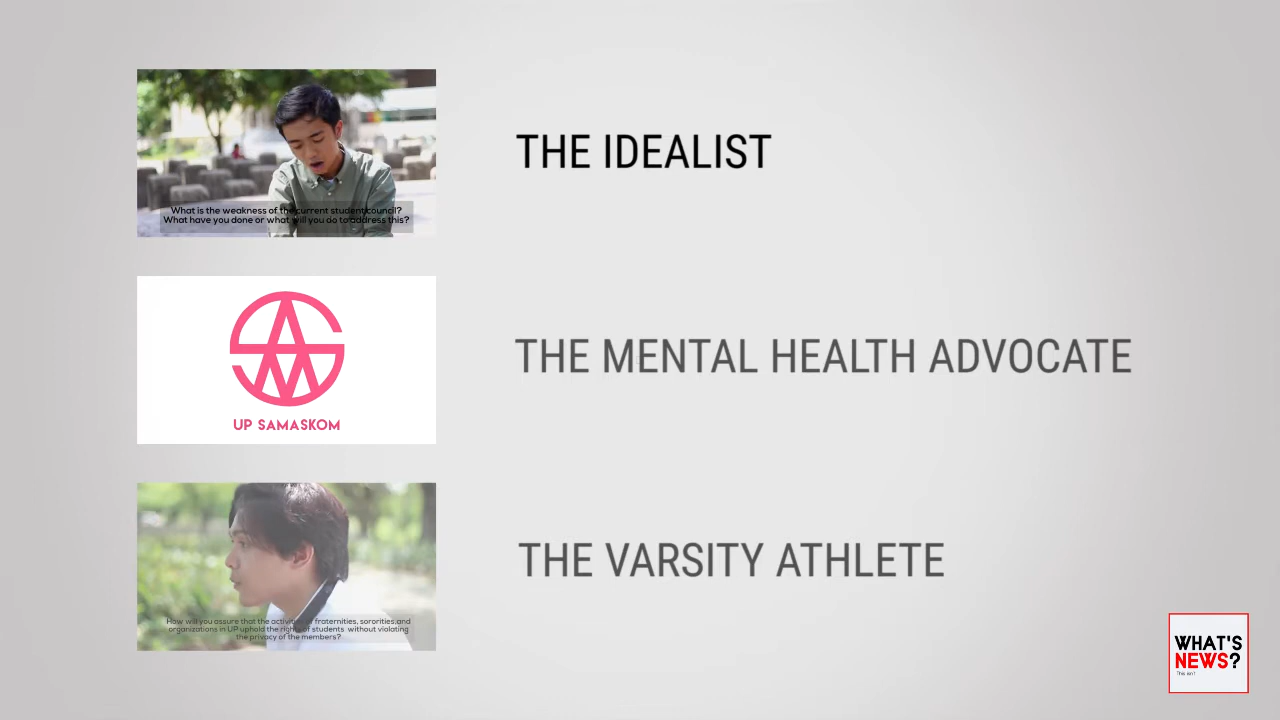 What is the weakness of the current student council?
What have you done or what will you do to address this?
THE IDEALIST
UP SAMASKOM
THE MENTAL HEALTH ADVOCATE
How will you assure that the activities of fraternities, sororities,and
organizations in UP uphold the rights of students without violating
the privacy of the members?
THE VARSITY ATHLETE
WHAT'S
NEWS?
This isn't